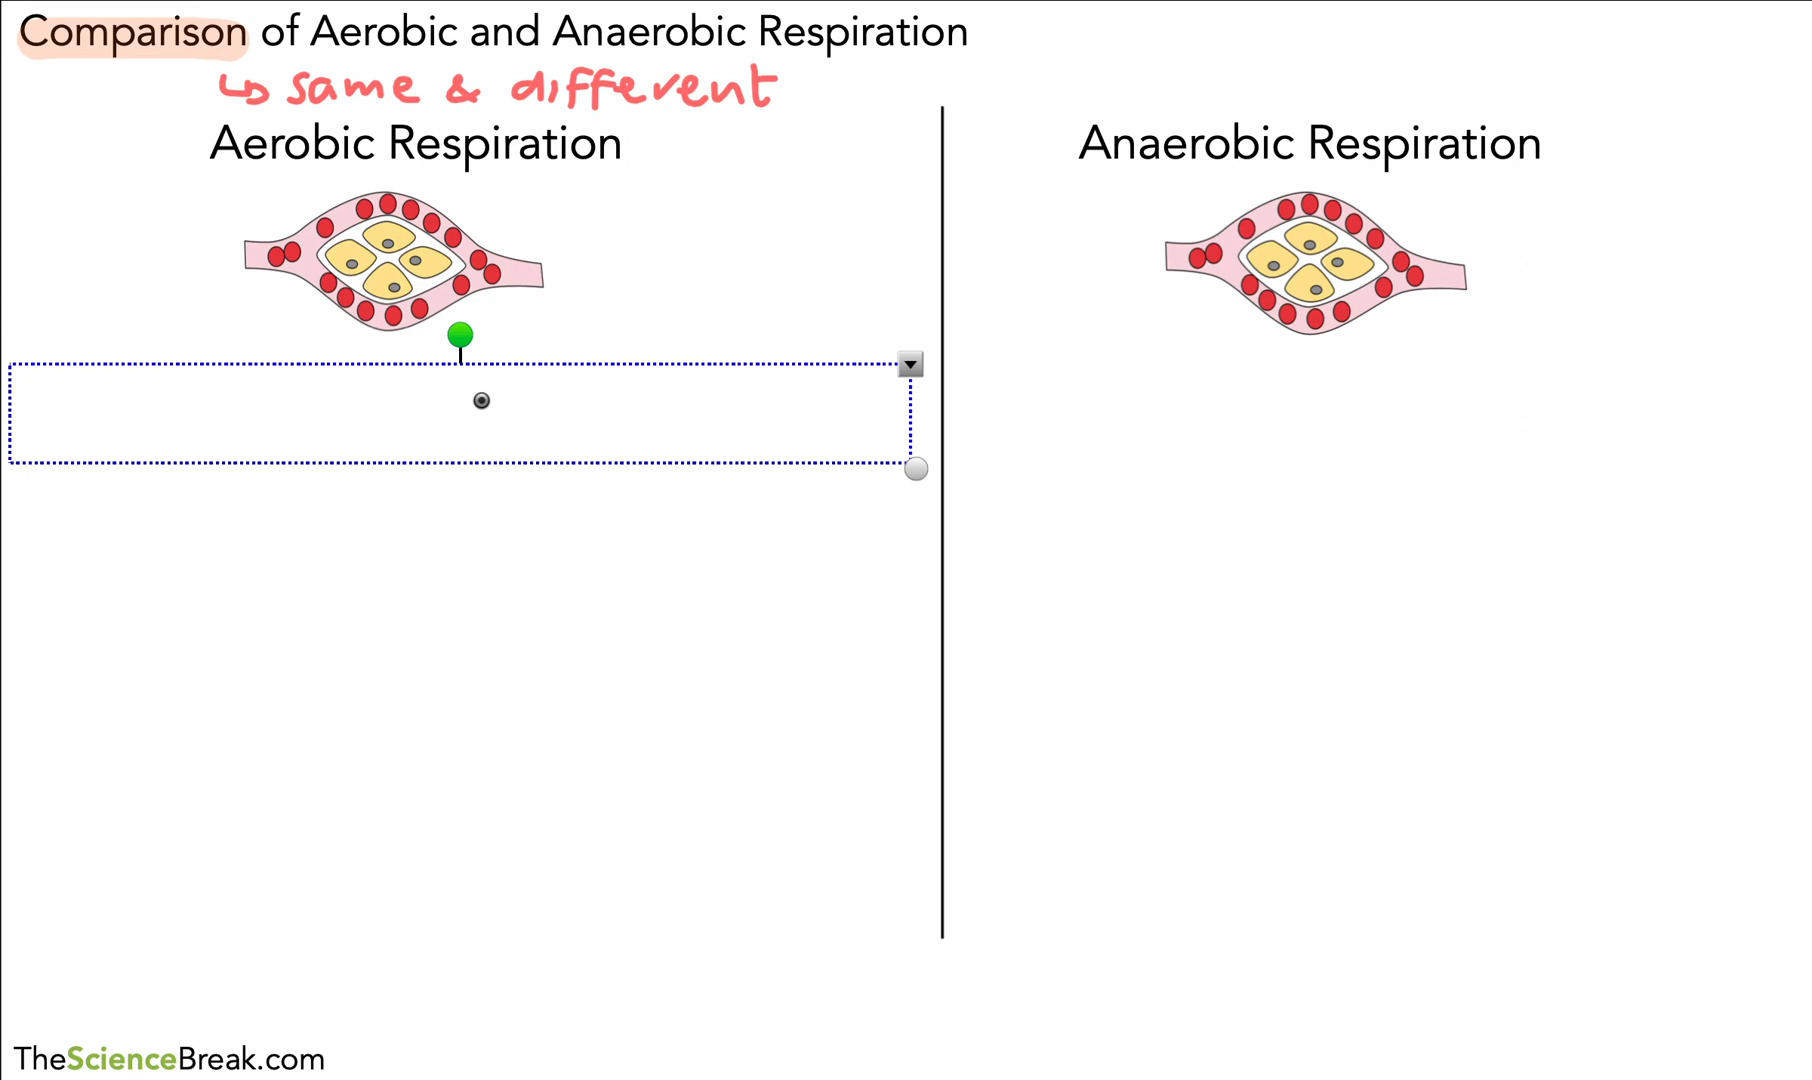 Comparison of Aerobic and Anaerobic Respiration
↳ same & different
Aerobic Respiration
Anaerobic Respiration
TheScienceBreak.com